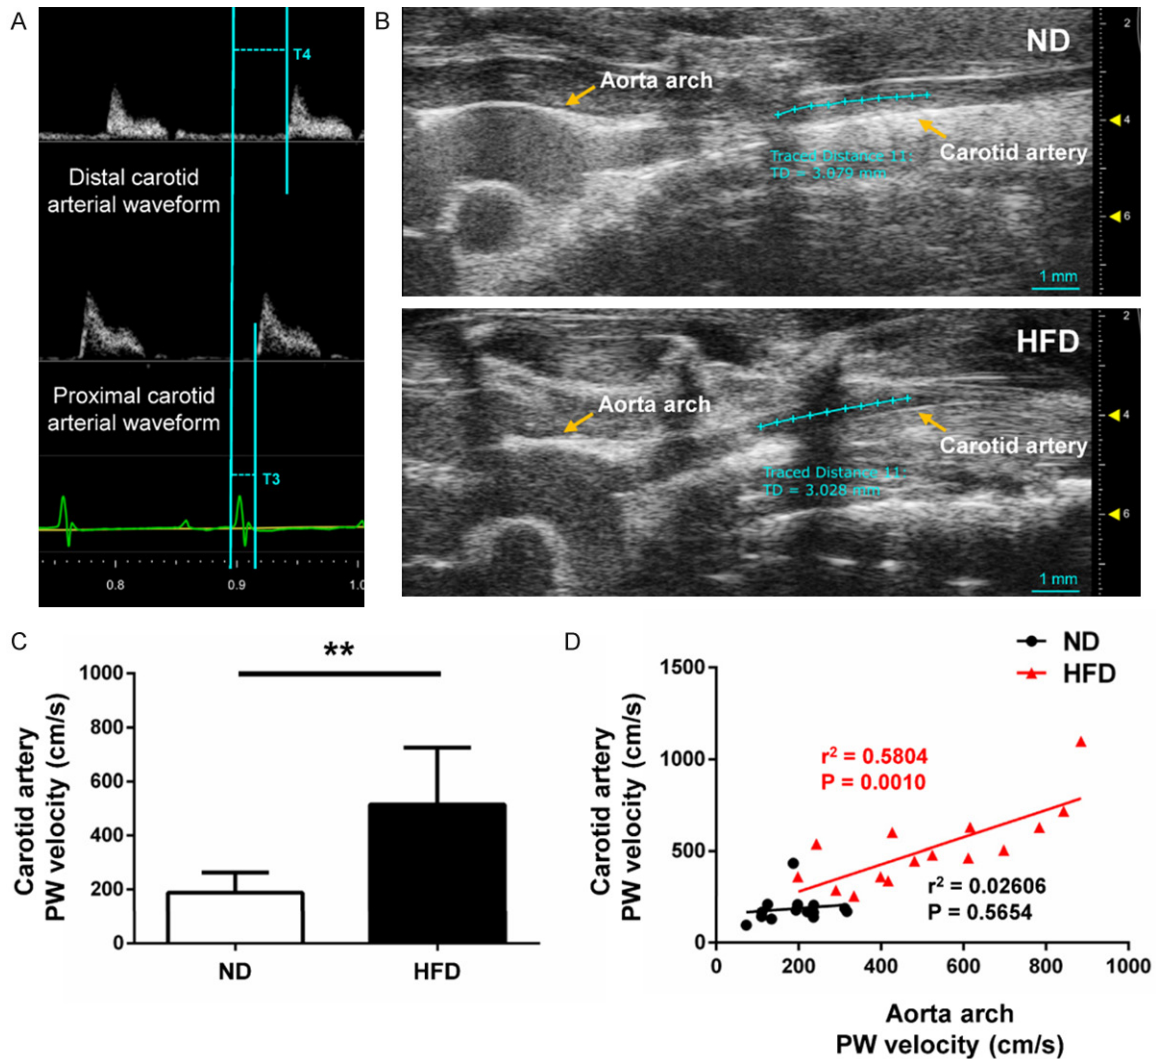 A
T4
Distal carotid
arterial waveform
Proximal carotid
arterial waveform
T3
0.8
0.9
1.0
B
ND
Aorta arch
Carotid artery
Traced Distance 11:
TD = 3.079 mm
1 mm
2
4
6
HFD
Aorta arch
Carotid artery
Traced Distance 11:
TD = 3.028 mm
1 mm
2
4
6
C
**
Carotid artery
PW velocity (cm/s)
1000
800
600
400
200
0
ND
HFD
D
ND
HFD
Carotid artery
PW velocity (cm/s)
1500
1000
500
0
r² = 0.5804
P = 0.0010
r² = 0.02606
P = 0.5654
0
200
400
600
800
1000
Aorta arch
PW velocity (cm/s)